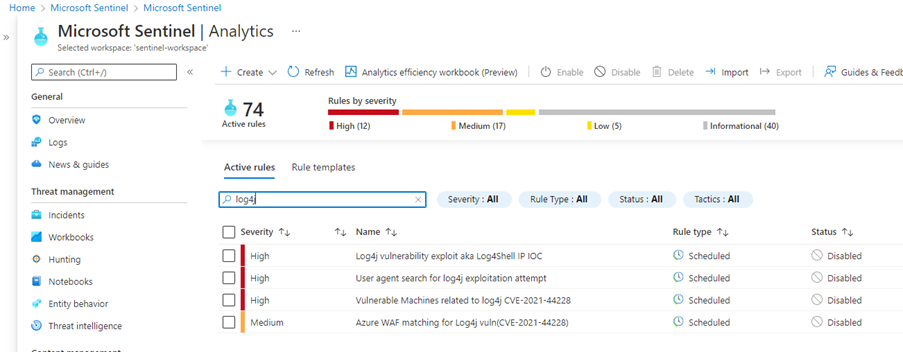 Home > Microsoft Sentinel > Microsoft Sentinel
Microsoft Sentinel | Analytics ...
Selected workspace: 'sentinel-workspace'
Search (Ctrl+/)
«
»
General
Overview
Logs
News & guides
Threat management
Incidents
Workbooks
Hunting
Notebooks
Entity behavior
Threat intelligence
+ Create Refresh Analytics efficiency workbook (Preview) Enable Disable Delete Import Export Guides & Feedb
74
Active rules
Rules by severity
High (12) Medium (17) Low (5) Informational (40)
Active rules Rule templates
log4j
Severity : All Rule Type : All Status : All Tactics : All
Severity ↑↓ ↑↓ Name ↑↓ Rule type ↑↓ Status ↑↓
High Log4j vulnerability exploit aka Log4Shell IP IOC Scheduled Disabled
High User agent search for log4j exploitation attempt Scheduled Disabled
High Vulnerable Machines related to log4j CVE-2021-44228 Scheduled Disabled
Medium Azure WAF matching for Log4j vuln(CVE-2021-44228) Scheduled Disabled